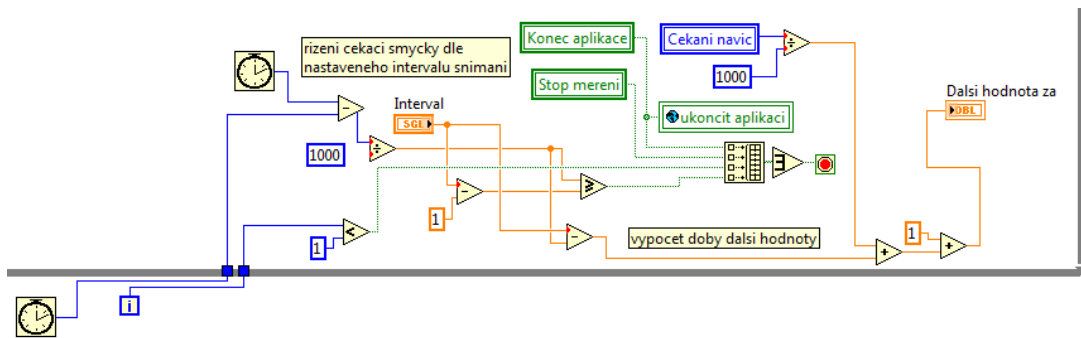 rizeni cekaci smycky dle
nastaveneho intervalu snimani
Konec aplikace
Cekani navic
1000
Stop mereni
Interval
SGL
ukoncit aplikaci
Dalsi hodnota za
DBL
1000
1
1
vypocet doby dalsi hodnoty
1
i